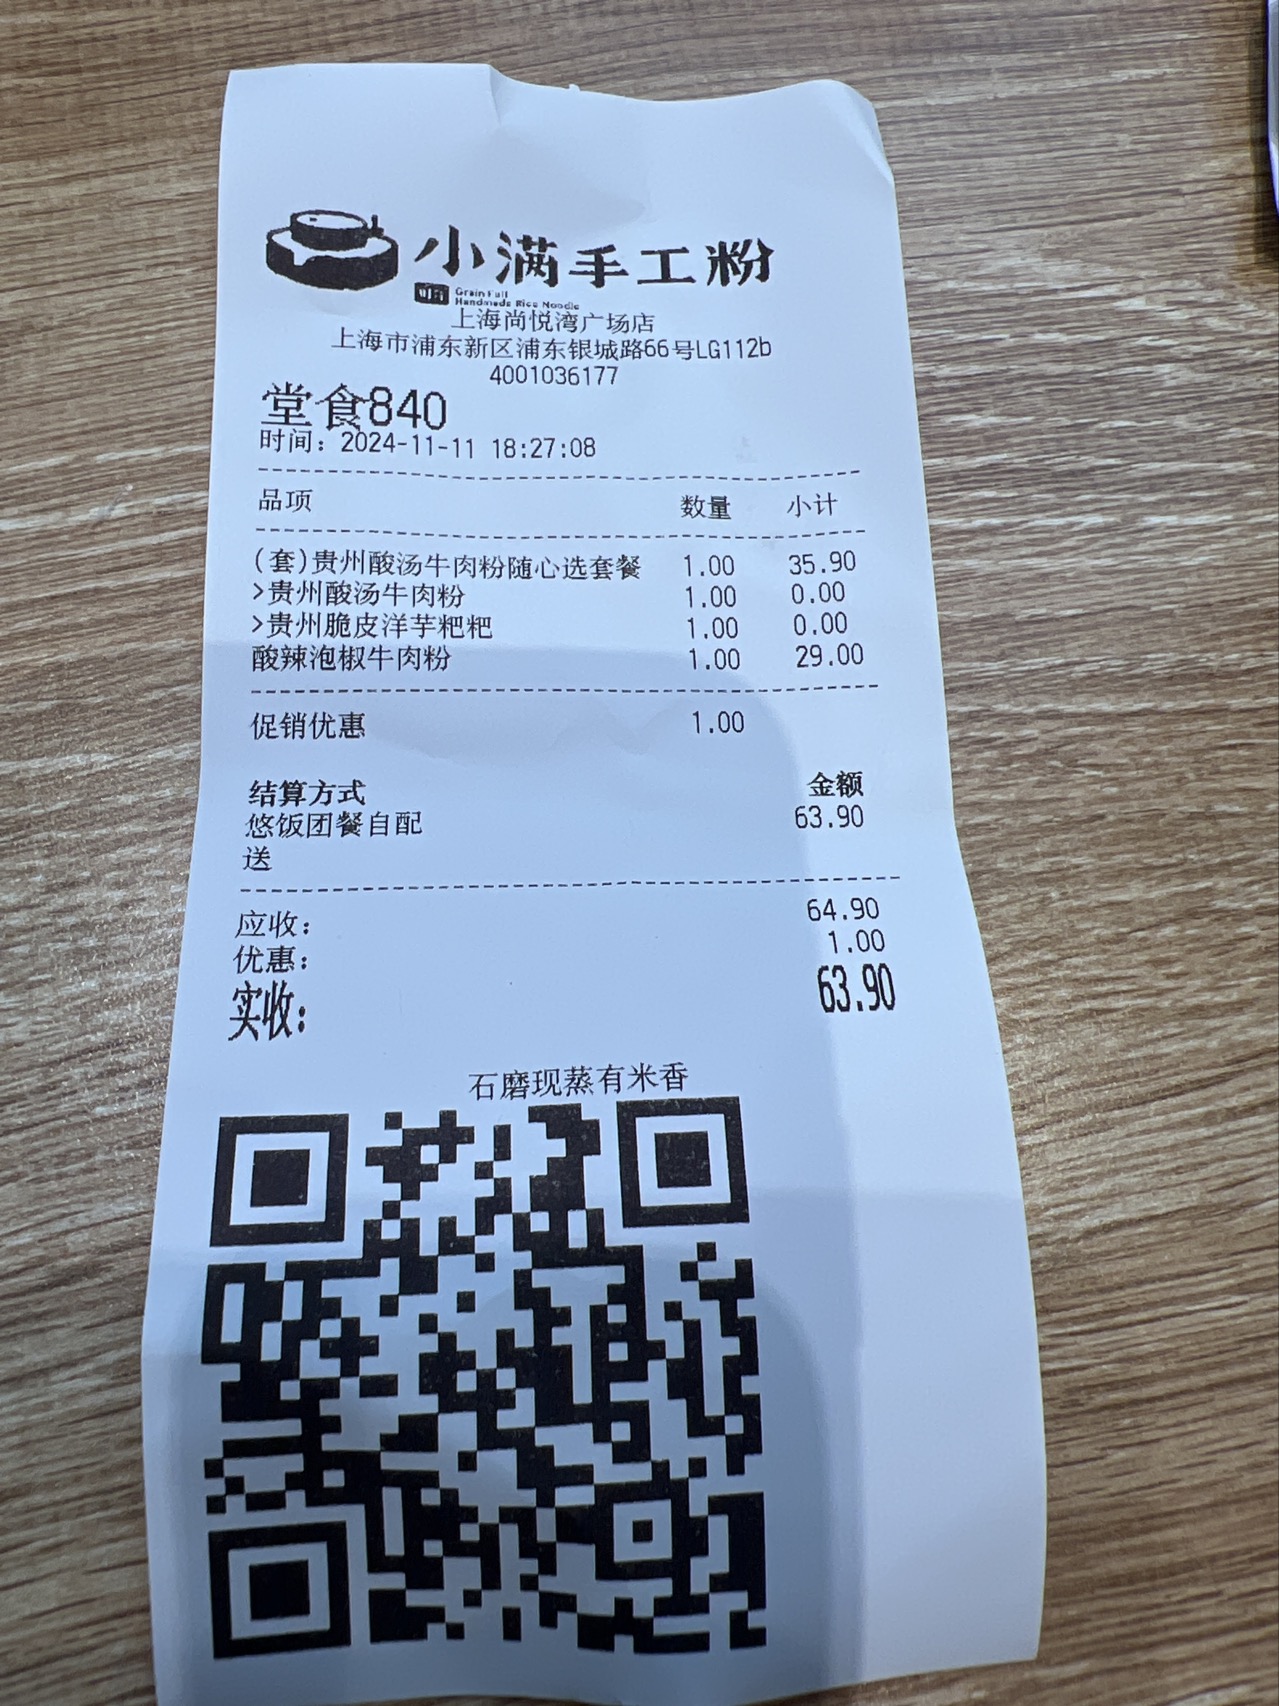 小满手工粉
Grain Full
Handmade Rice Noodle
上海尚悦湾广场店
上海市浦东新区浦东银城路66号LG112b
4001036177
堂食840
时间：2024-11-11 18:27:08
品项 数量 小计
(套)贵州酸汤牛肉粉随心选套餐 1.00 35.90
>贵州酸汤牛肉粉 1.00 0.00
>贵州脆皮洋芋粑粑 1.00 0.00
酸辣泡椒牛肉粉 1.00 29.00
促销优惠 1.00
结算方式 金额
悠饭团餐自配 63.90
送
应收： 64.90
优惠： 1.00
实收： 63.90
石磨现蒸有米香